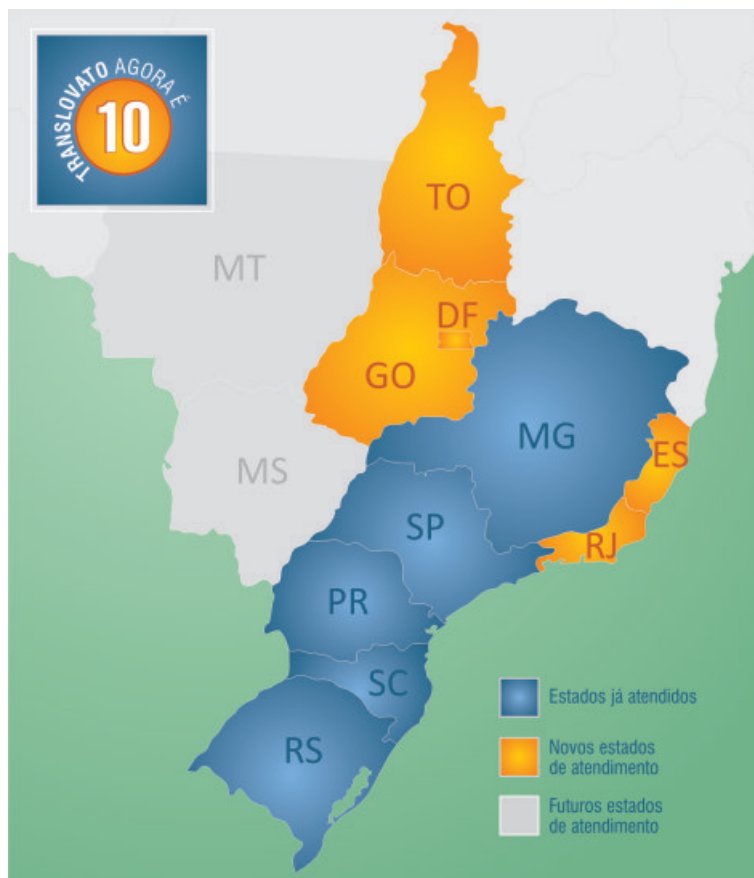 TRANSLOVATO AGORA É
10
TO
MT
DF
GO
MG
MS
ES
SP
RJ
PR
SC
RS
Estados já atendidos
Novos estados
de atendimento
Futuros estados
de atendimento